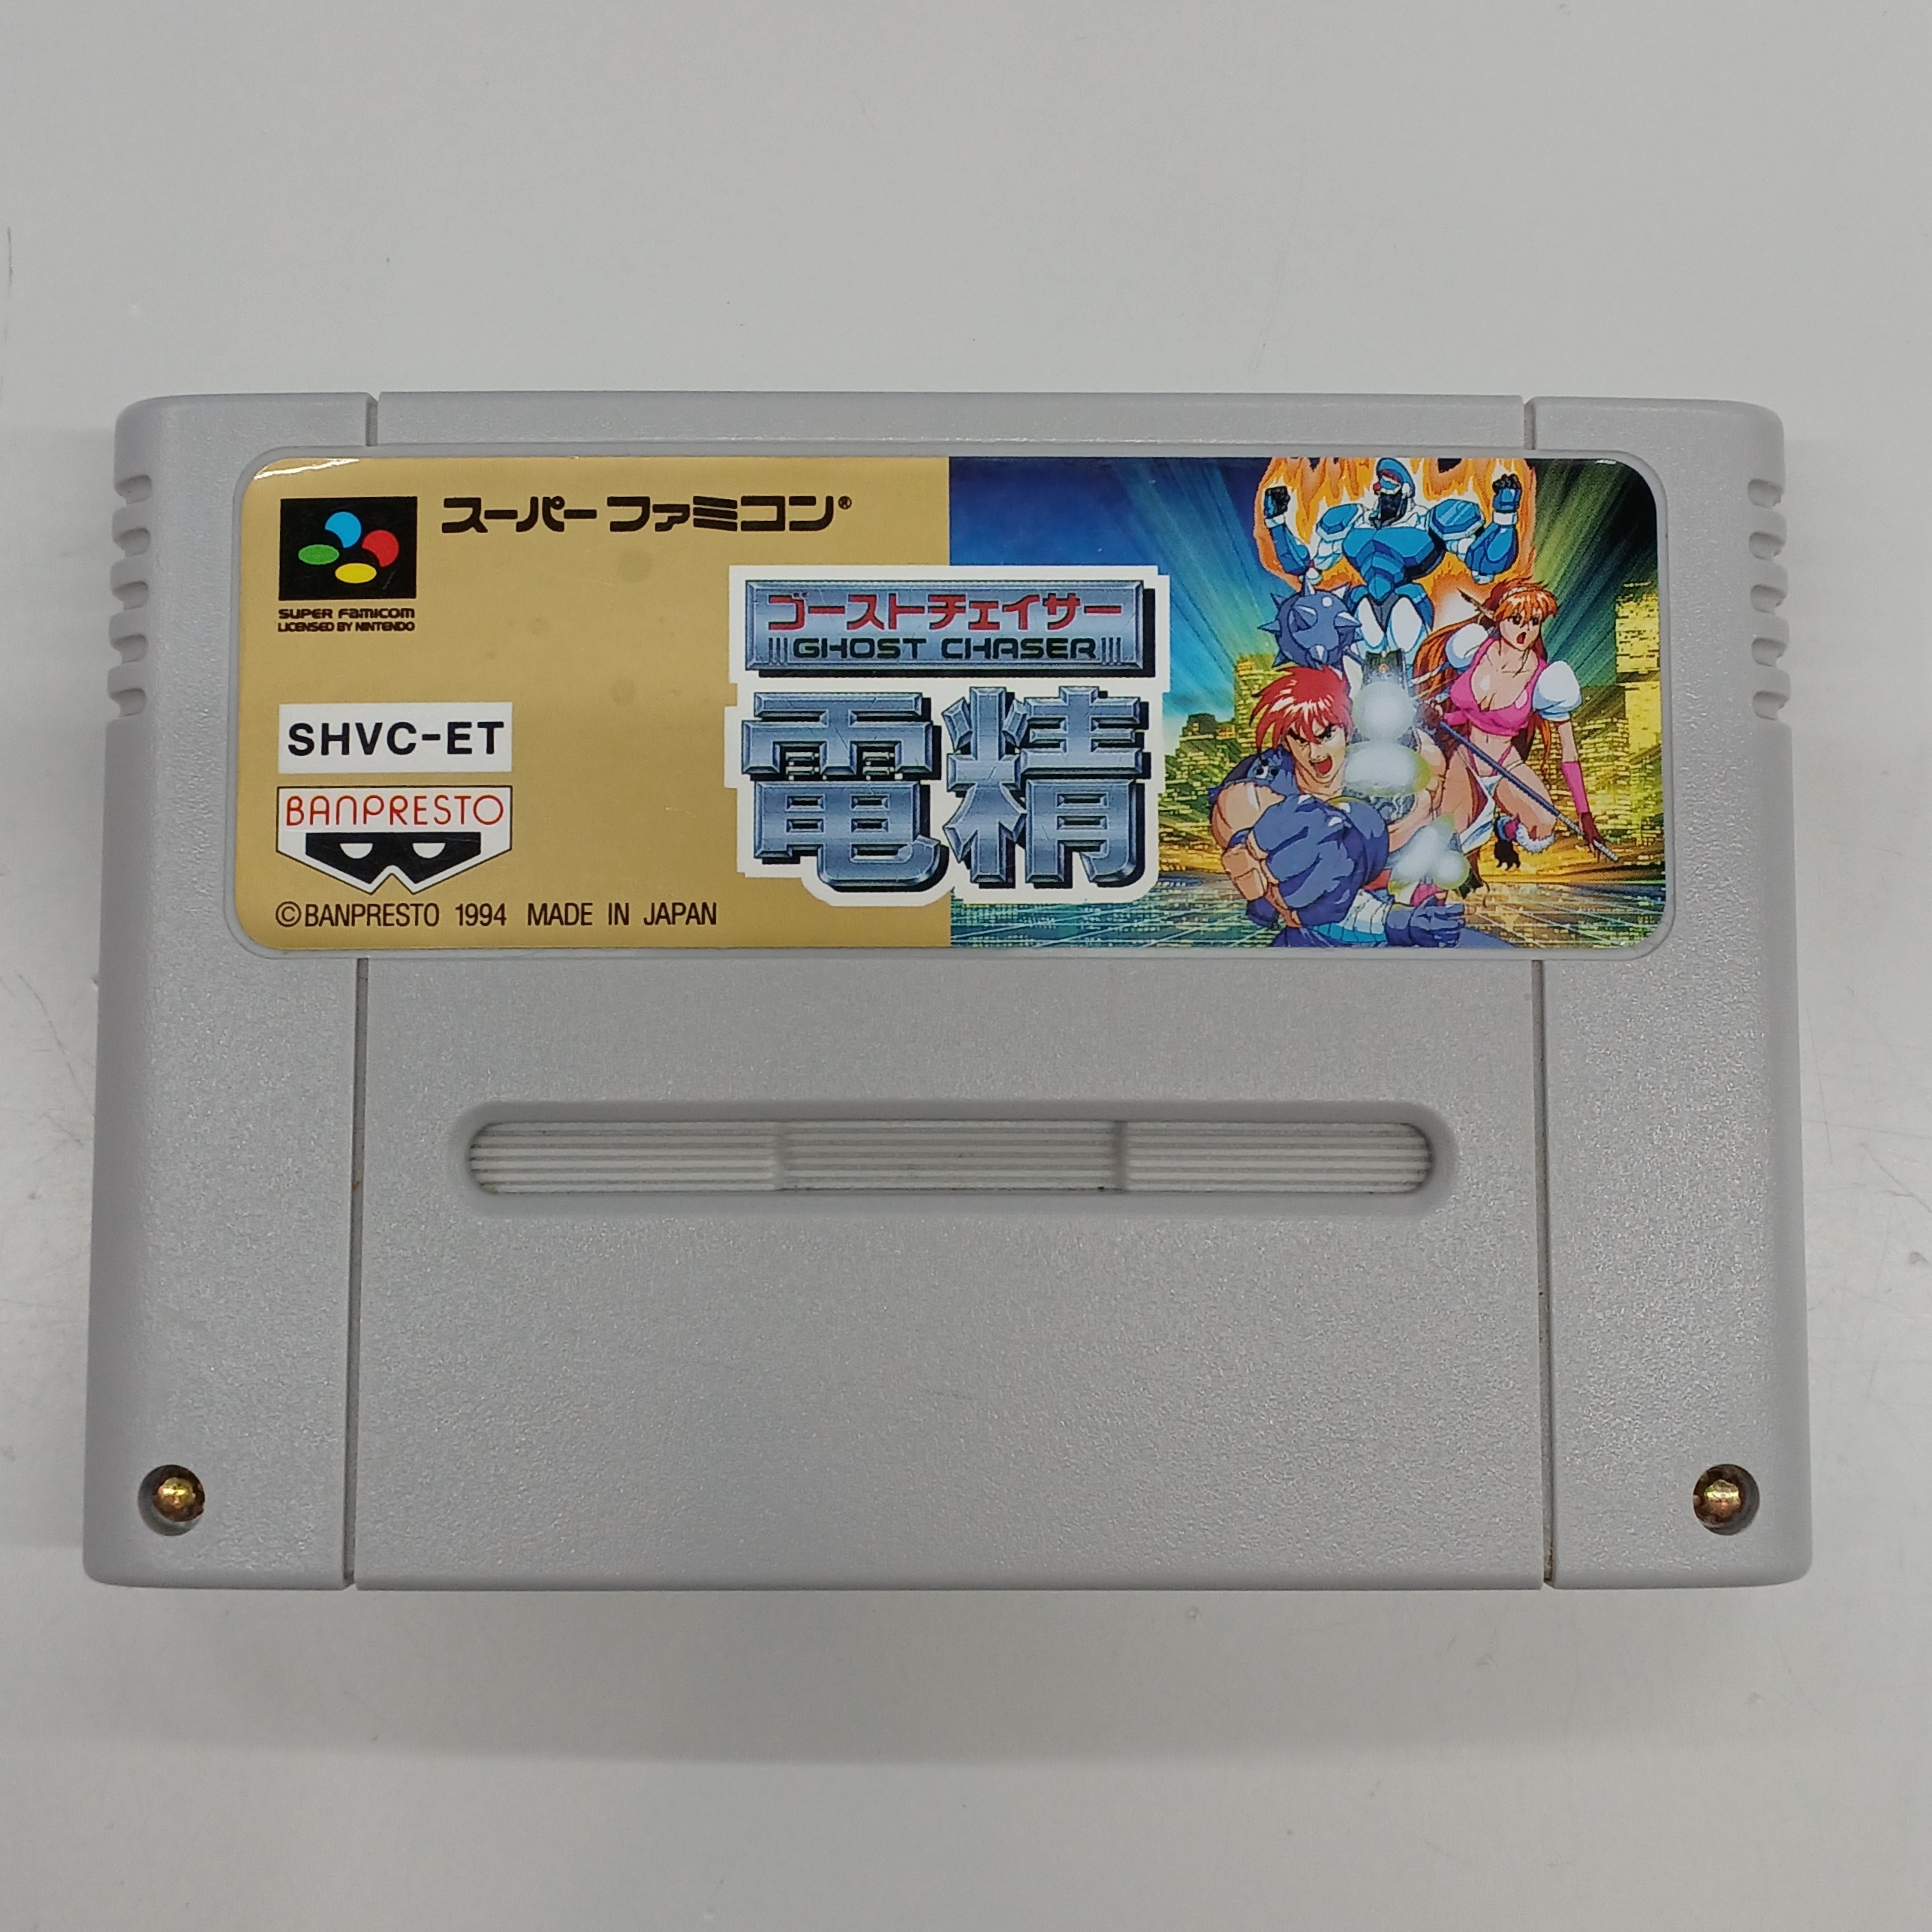 スーパーファミコン®
SUPER FAMICOM
LICENSED BY NINTENDO
ゴーストチェイサー
GHOST CHASER
電精
SHVC-ET
BANPRESTO
©BANPRESTO 1994 MADE IN JAPAN